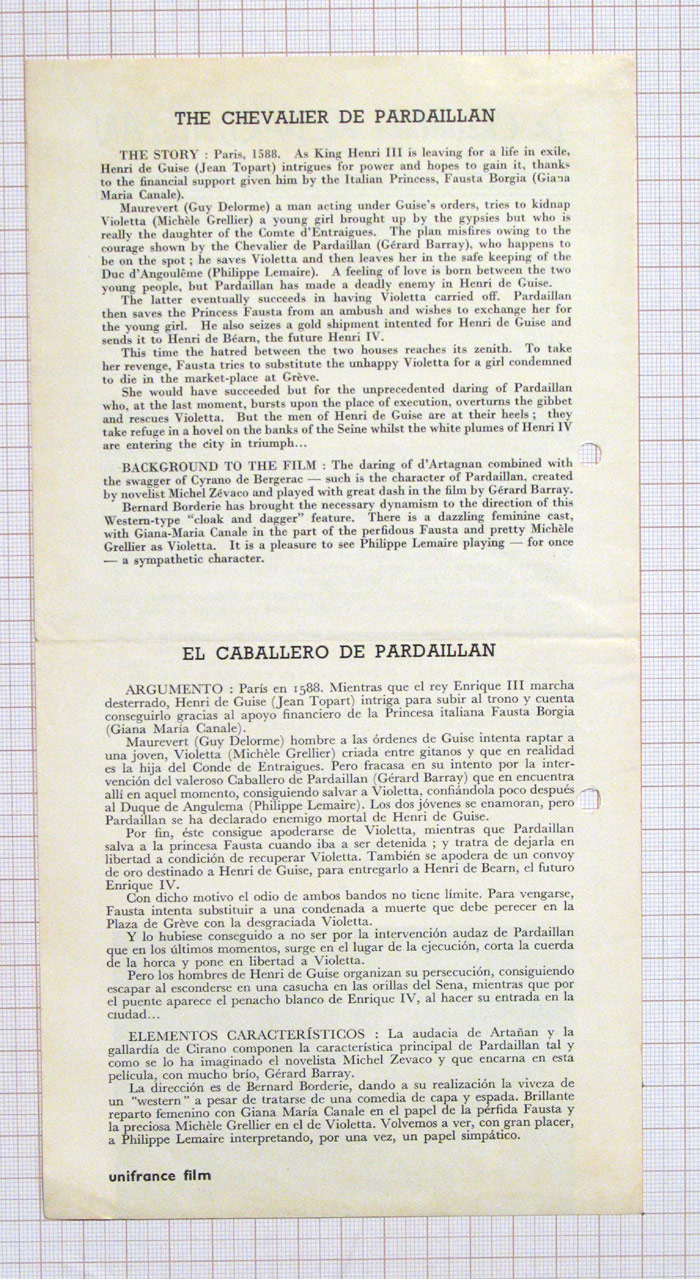 THE CHEVALIER DE PARDAILLAN
THE STORY : Paris, 1588. As King Henri III is leaving for a life in exile,
Henri de Guise (Jean Topart) intrigues for power and hopes to gain it, thanks
to the financial support given him by the Italian Princess, Fausta Borgia (Giana
Maria Canale).
Maurevert (Guy Delorme) a man acting under Guise's orders, tries to kidnap
Violetta (Michèle Grellier) a young girl brought up by the gypsies but who is
really the daughter of the Comte d'Entraigues. The plan misfires owing to the
courage shown by the Chevalier de Pardaillan (Gérard Barray), who happens to
be on the spot ; he saves Violetta and then leaves her in the safe keeping of the
Duc d'Angoulême (Philippe Lemaire). A feeling of love is born between the two
young people, but Pardaillan has made a deadly enemy in Henri de Guise.
The latter eventually succeeds in having Violetta carried off. Pardaillan
then saves the Princess Fausta from an ambush and wishes to exchange her for
the young girl. He also seizes a gold shipment intented for Henri de Guise and
sends it to Henri de Béarn, the future Henri IV.
This time the hatred between the two houses reaches its zenith. To take
her revenge, Fausta tries to substitute the unhappy Violetta for a girl condemned
to die in the market-place at Grève.
She would have succeeded but for the unprecedented daring of Pardaillan
who, at the last moment, bursts upon the place of execution, overturns the gibbet
and rescues Violetta. But the men of Henri de Guise are at their heels ; they
take refuge in a hovel on the banks of the Seine whilst the white plumes of Henri IV
are entering the city in triumph...
BACKGROUND TO THE FILM : The daring of d'Artagnan combined with
the swagger of Cyrano de Bergerac — such is the character of Pardaillan, created
by novelist Michel Zévaco and played with great dash in the film by Gérard Barray.
Bernard Borderie has brought the necessary dynamism to the direction of this
Western-type “cloak and dagger” feature. There is a dazzling feminine cast,
with Giana-Maria Canale in the part of the perfidous Fausta and pretty Michèle
Grellier as Violetta. It is a pleasure to see Philippe Lemaire playing — for once
— a sympathetic character.
EL CABALLERO DE PARDAILLAN
ARGUMENTO : París en 1588. Mientras que el rey Enrique III marcha
desterrado, Henri de Guise (Jean Topart) intriga para subir al trono y cuenta
conseguirlo gracias al apoyo financiero de la Princesa italiana Fausta Borgia
(Giana María Canale).
Maurevert (Guy Delorme) hombre a las órdenes de Guise intenta raptar a
una joven, Violetta (Michèle Grellier) criada entre gitanos y que en realidad
es la hija del Conde de Entraigues. Pero fracasa en su intento por la inter-
vención del valeroso Caballero de Pardaillan (Gérard Barray) que en encuentra
allí en aquel momento, consiguiendo salvar a Violetta, confiándola poco después
al Duque de Angulema (Philippe Lemaire). Los dos jóvenes se enamoran, pero
Pardaillan se ha declarado enemigo mortal de Henri de Guise.
Por fin, éste consigue apoderarse de Violetta, mientras que Pardaillan
salva a la princesa Fausta cuando iba a ser detenida ; y tratra de dejarla en
libertad a condición de recuperar Violetta. También se apodera de un convoy
de oro destinado a Henri de Guise, para entregarlo a Henri de Bearn, el futuro
Enrique IV.
Con dicho motivo el odio de ambos bandos no tiene límite. Para vengarse,
Fausta intenta substituir a una condenada a muerte que debe perecer en la
Plaza de Grève con la desgraciada Violetta.
Y lo hubiese conseguido a no ser por la intervención audaz de Pardaillan
que en los últimos momentos, surge en el lugar de la ejecución, corta la cuerda
de la horca y pone en libertad a Violetta.
Pero los hombres de Henri de Guise organizan su persecución, consiguiendo
escapar al esconderse en una casucha en las orillas del Sena, mientras que por
el puente aparece el penacho blanco de Enrique IV, al hacer su entrada en la
ciudad...
ELEMENTOS CARACTERÍSTICOS : La audacia de Artañan y la
gallardía de Cirano componen la característica principal de Pardaillan tal y
como se lo ha imaginado el novelista Michel Zevaco y que encarna en esta
película, con mucho brío, Gérard Barray.
La dirección es de Bernard Borderie, dando a su realización la viveza de
un "western" a pesar de tratarse de una comedia de capa y espada. Brillante
reparto femenino con Giana María Canale en el papel de la pérfida Fausta y
la preciosa Michèle Grellier en el de Violetta. Volvemos a ver, con gran placer,
a Philippe Lemaire interpretando, por una vez, un papel simpático.
unifrance film